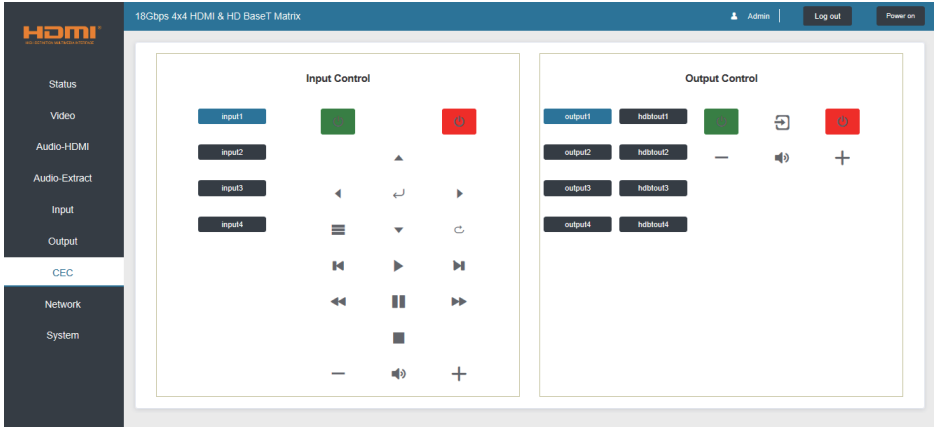 18Gbps 4x4 HDMI & HD BaseT Matrix
Admin
Log out
Power on
HDMI
Status
Video
Audio-HDMI
Audio-Extract
Input
Output
CEC
Network
System
Input Control
input1
input2
input3
input4
Output Control
output1 hdbtout1
output2 hdbtout2
output3 hdbtout3
output4 hdbtout4